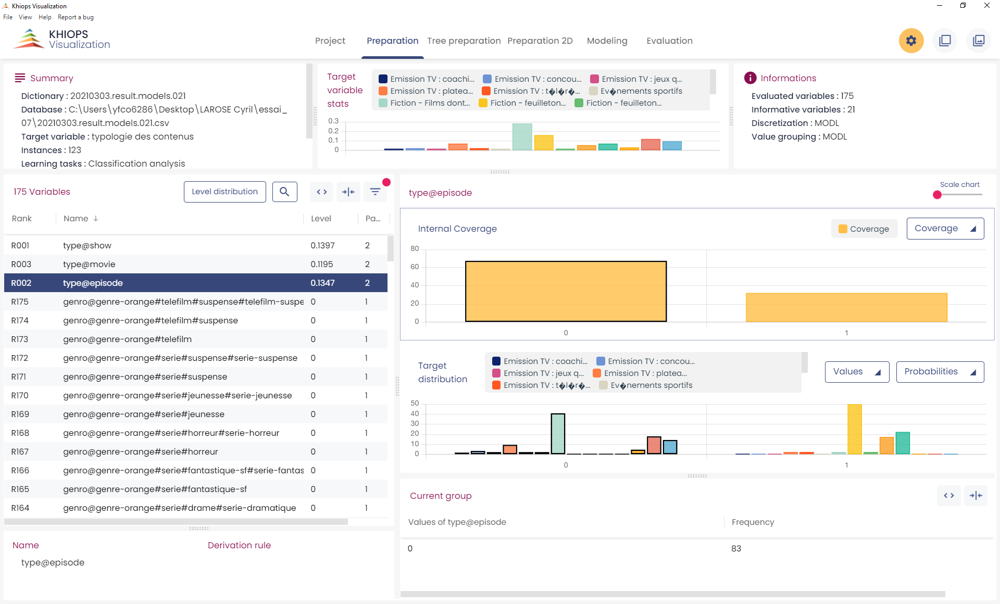 Khiops Visualization
File View Help Report a bug
KHIOPS
Visualization
Project Preparation Tree preparation Preparation 2D Modeling Evaluation
Summary
Dictionary : 20210303.result.models.021
Database : C:\Users\yfco6286\Desktop\LAROSE Cyril\essai_
07\20210303.result.models.021.csv
Target variable : typologie des contenus
Instances : 123
Learning tasks : Classification analysis
Target
variable
stats
Emission TV : coachi... Emission TV : concou... Emission TV : jeux q...
Emission TV : platea... Emission TV : t�l�r�... Ev�nements sportifs
Fiction - Films dont... Fiction - feuilleton... Fiction - feuilleton...
0.3
0.2
0.1
0
Informations
Evaluated variables : 175
Informative variables : 21
Discretization : MODL
Value grouping : MODL
175 Variables Level distribution
Rank Name ↓ Level Pa...
R001 type@show 0.1397 2
R003 type@movie 0.1195 2
R002 type@episode 0.1347 2
R175 genro@genre-orange#telefilm#suspense#telefilm-suspe 0 1
R174 genro@genre-orange#telefilm#suspense 0 1
R173 genro@genre-orange#telefilm 0 1
R172 genro@genre-orange#serie#suspense#serie-suspense 0 1
R171 genro@genre-orange#serie#suspense 0 1
R170 genro@genre-orange#serie#jeunesse#serie-jeunesse 0 1
R169 genro@genre-orange#serie#jeunesse 0 1
R168 genro@genre-orange#serie#horreur#serie-horreur 0 1
R167 genro@genre-orange#serie#horreur 0 1
R166 genro@genre-orange#serie#fantastique-sf#serie-fantas 0 1
R165 genro@genre-orange#serie#fantastique-sf 0 1
R164 genro@genre-orange#serie#drame#serie-dramatique 0 1
Name Derivation rule
type@episode
type@episode
Scale chart
Internal Coverage
Coverage
Coverage
80
60
40
20
0
0 1
Target
distribution
Emission TV : coachi... Emission TV : concou...
Emission TV : jeux q... Emission TV : platea...
Emission TV : t�l�r�... Ev�nements sportifs
Values Probabilities
50
40
30
20
10
0
0 1
Current group
Values of type@episode Frequency
0 83